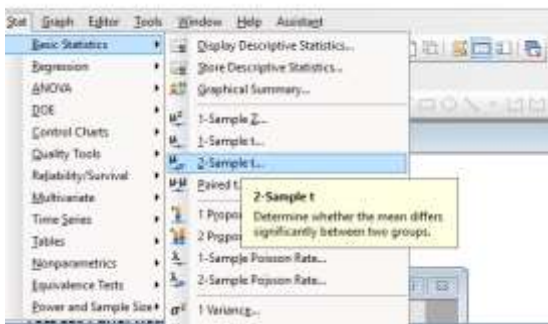 Stat Graph Editor Tools Window Help Assistant
Basic Statistics
Regression
ANOVA
DOE
Control Charts
Quality Tools
Reliability/Survival
Multivariate
Time Series
Tables
Nonparametrics
Equivalence Tests
Power and Sample Size
Display Descriptive Statistics...
Store Descriptive Statistics...
Graphical Summary...
1-Sample Z...
1-Sample t...
2-Sample t...
Paired t
1 Propo
2 Propo
1-Sample Poisson Rate...
2-Sample Poisson Rate...
σ² 1 Variance...
2-Sample t
Determine whether the mean differs
significantly between two groups.